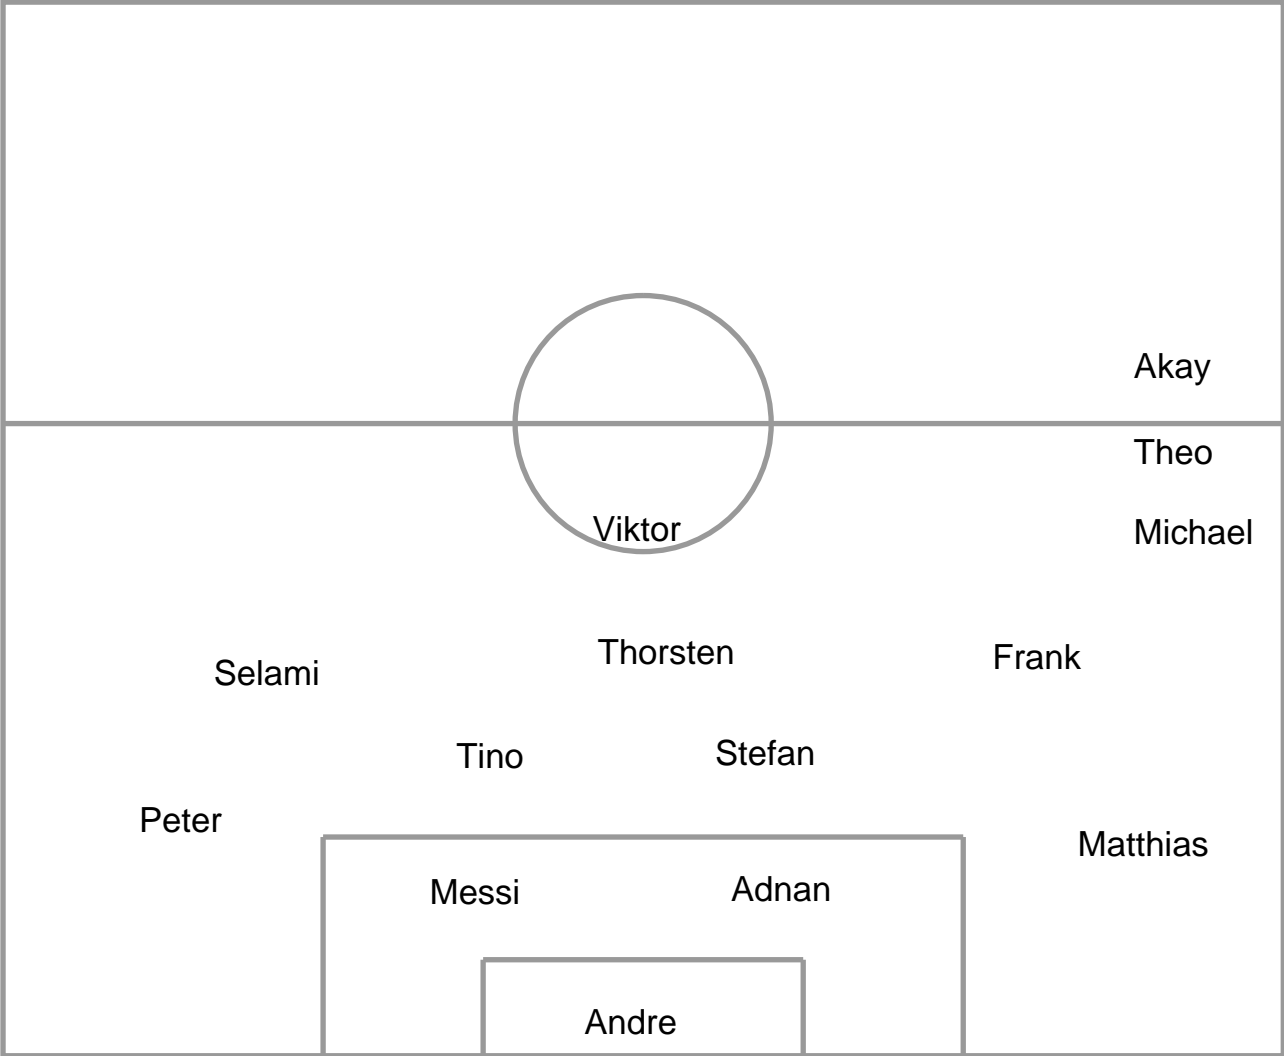 Akay
Theo
Viktor
Michael
Thorsten
Frank
Selami
Stefan
Tino
Peter
Matthias
Adnan
Messi
Andre